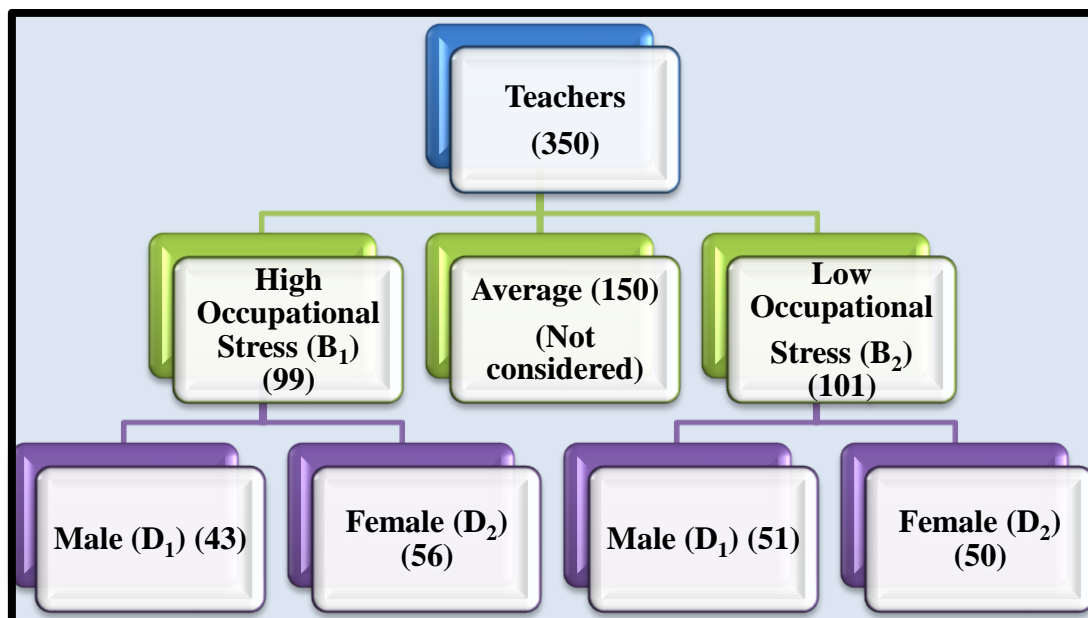 Teachers
(350)
High
Occupational
Stress (B₁)
(99)
Average (150)
(Not
considered)
Low
Occupational
Stress (B₂)
(101)
Male (D₁) (43)
Female (D₂)
(56)
Male (D₁) (51)
Female (D₂)
(50)